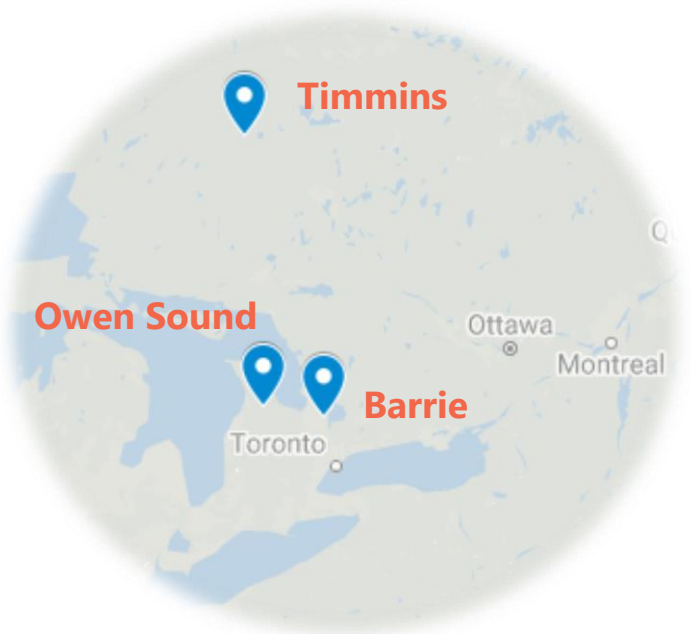 Timmins
Owen Sound
Ottawa
Montreal
Barrie
Toronto